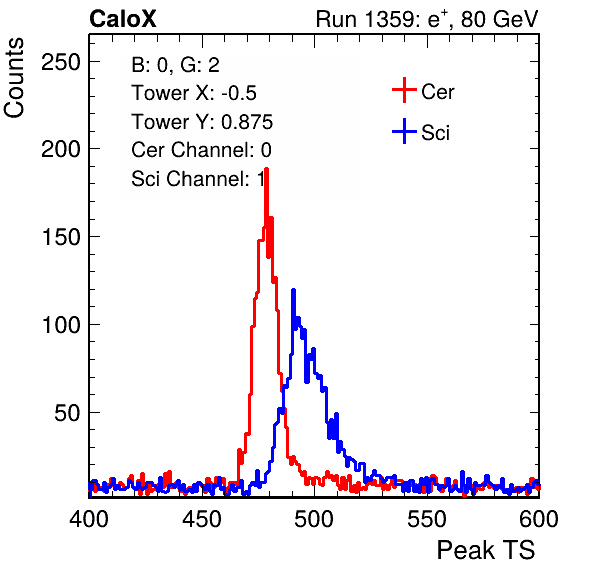 CaloX Run 1359: e⁺, 80 GeV
Counts
B: 0, G: 2
Tower X: -0.5
Tower Y: 0.875
Cer Channel: 0
Sci Channel: 1
Cer
Sci
250
200
150
100
50
400 450 500 550 600
Peak TS